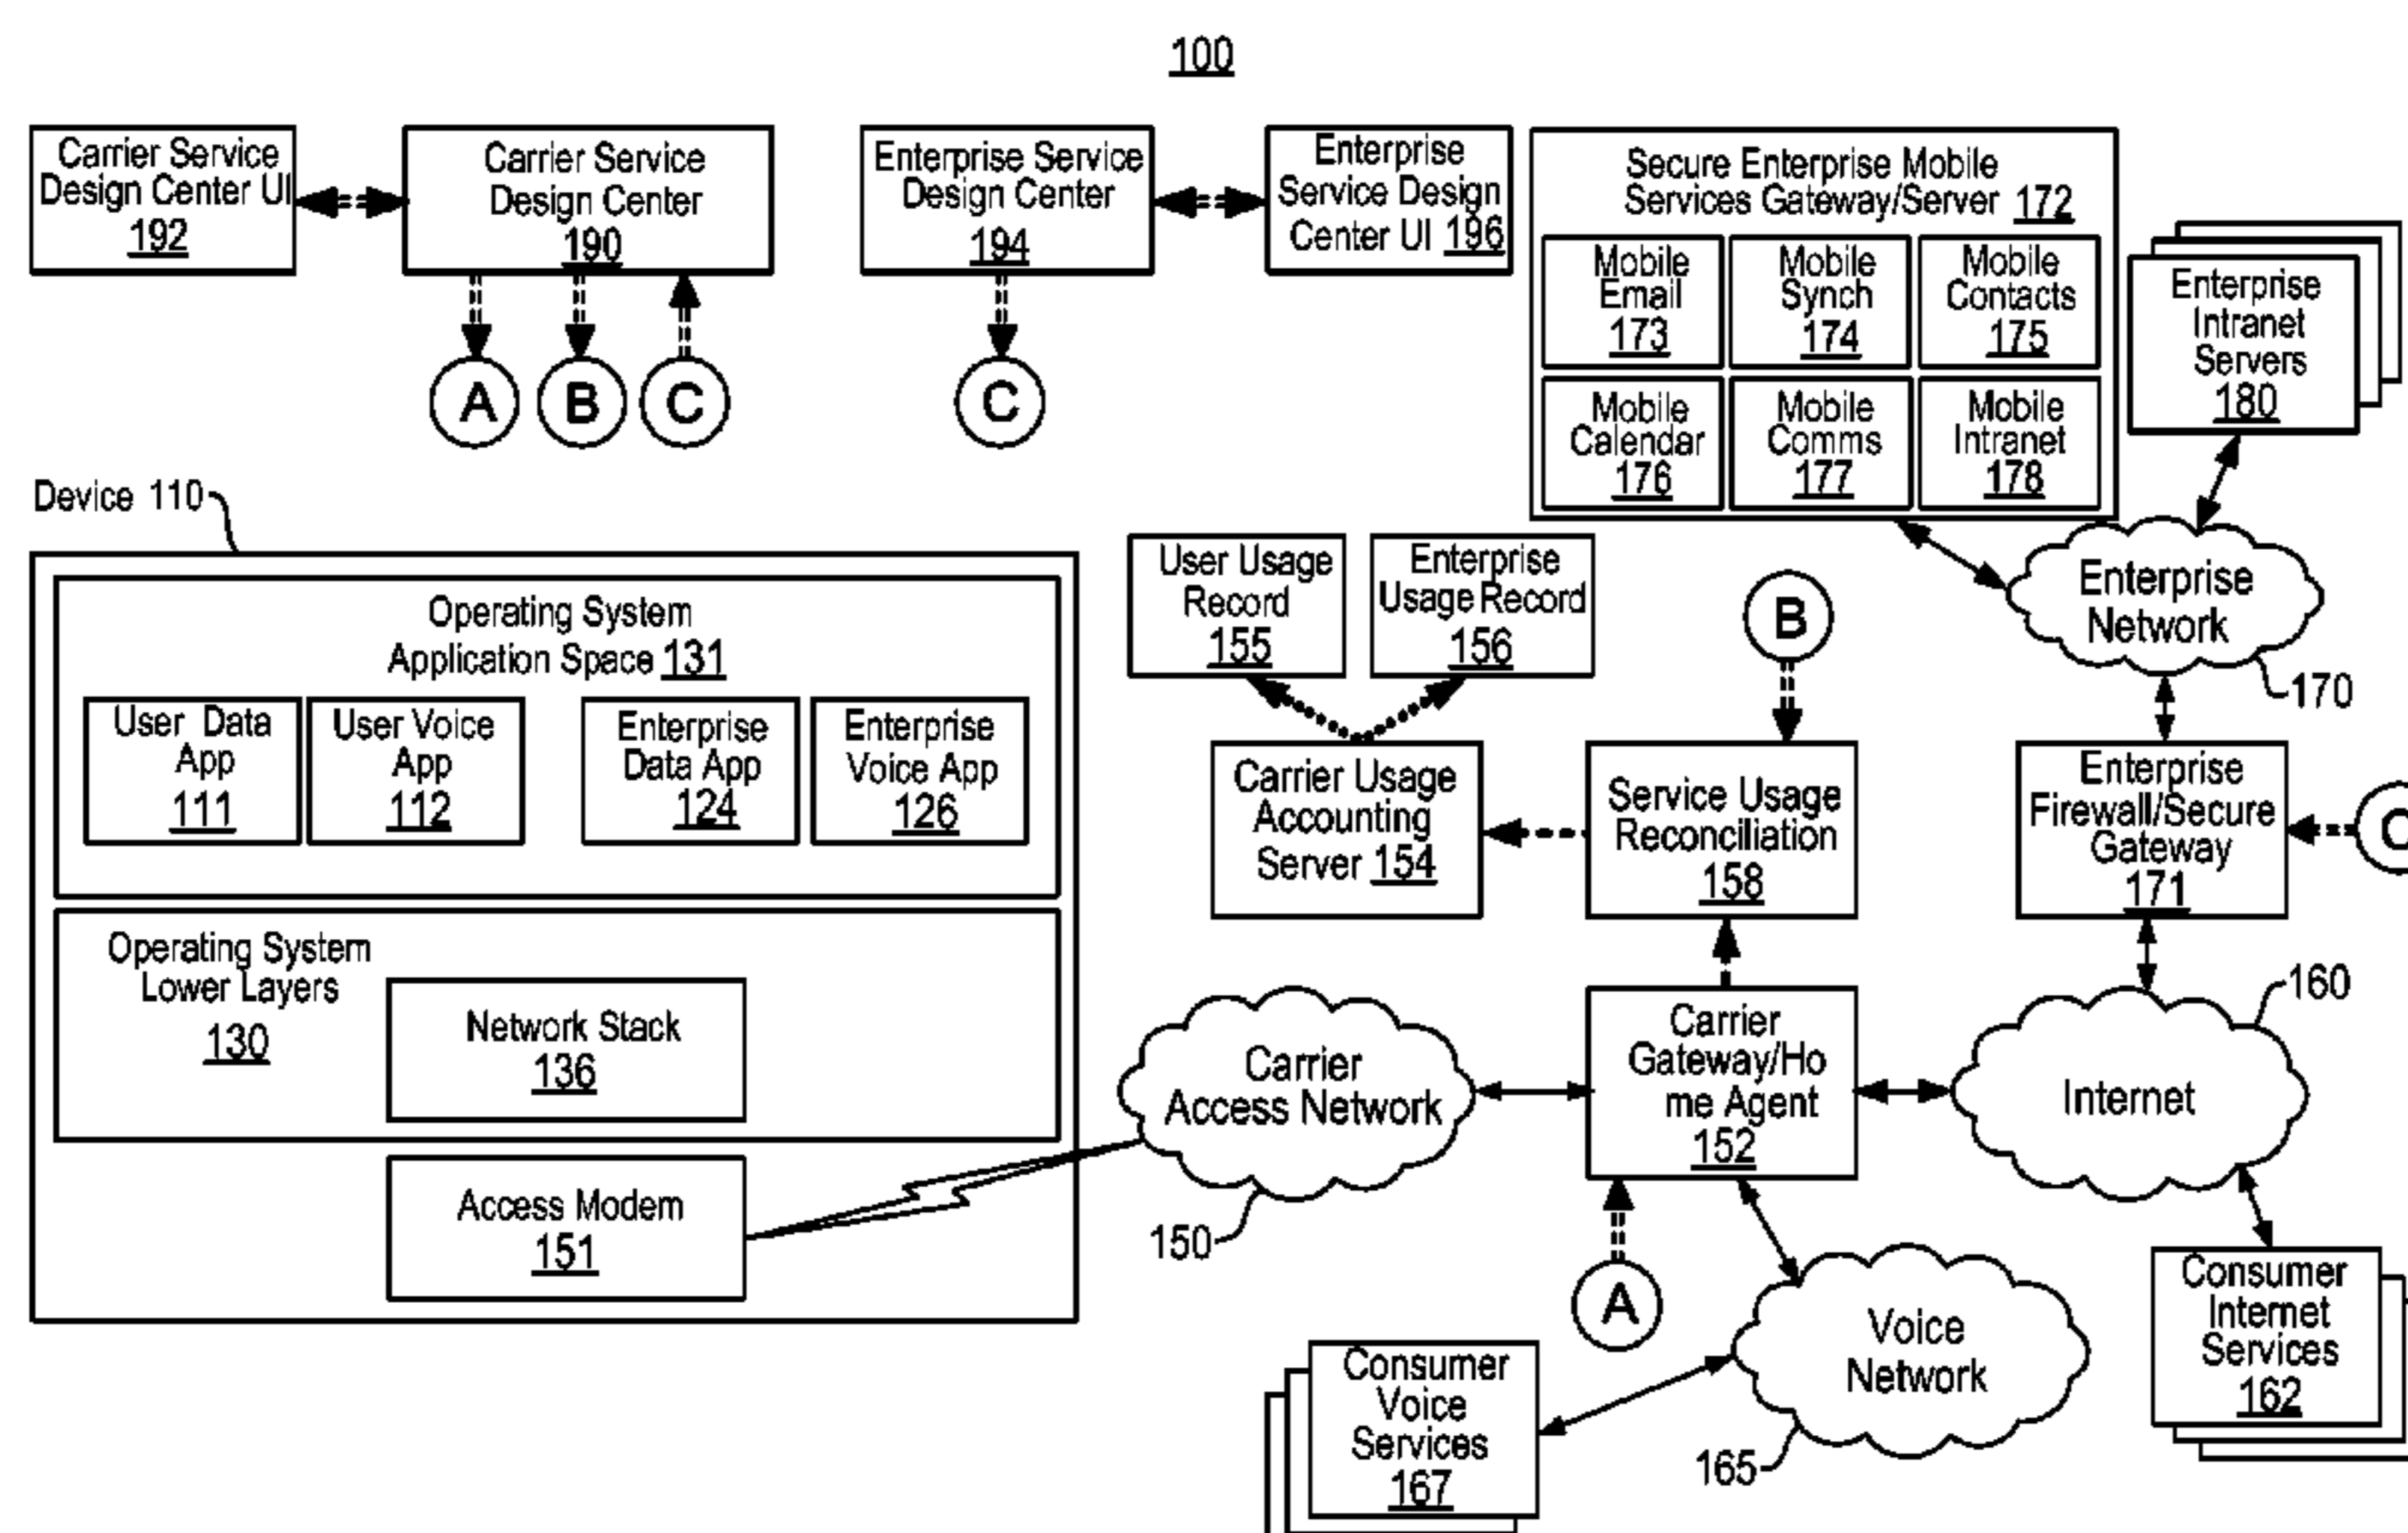 100
Carrier Service
Design Center UI
192
Carrier Service
Design Center
190
Enterprise Service
Design Center
194
Enterprise
Service Design
Center UI 196
A
B
C
C
Secure Enterprise Mobile
Services Gateway/Server 172
Mobile
Email
173
Mobile
Synch
174
Mobile
Contacts
175
Mobile
Calendar
176
Mobile
Comms
177
Mobile
Intranet
178
Enterprise
Intranet
Servers
180
Device 110
Operating System
Application Space 131
User Data
App
111
User Voice
App
112
Enterprise
Data App
124
Enterprise
Voice App
126
Operating System
Lower Layers
130
Network Stack
136
Access Modem
151
User Usage
Record
155
Enterprise
Usage Record
156
B
Enterprise
Network
170
Carrier Usage
Accounting
Server 154
Service Usage
Reconciliation
158
Enterprise
Firewall/Secure
Gateway
171
Carrier
Access Network
150
Carrier
Gateway/Ho
me Agent
152
160
Internet
A
Voice
Network
165
Consumer
Voice
Services
167
Consumer
Internet
Services
162